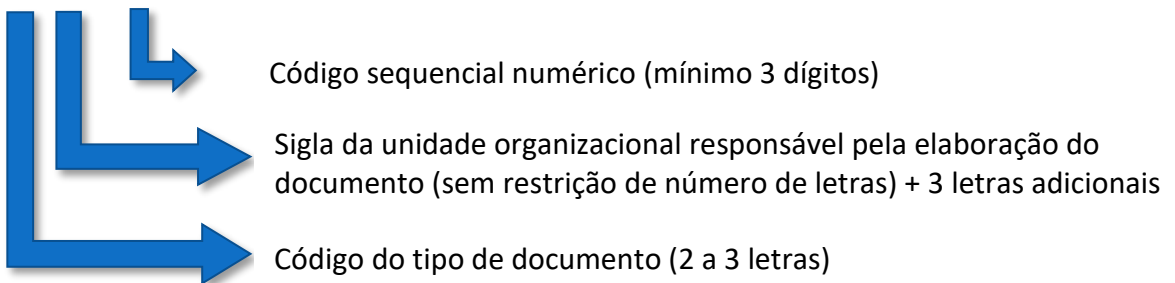 Código sequencial numérico (mínimo 3 dígitos)
Sigla da unidade organizacional responsável pela elaboração do
documento (sem restrição de número de letras) + 3 letras adicionais
Código do tipo de documento (2 a 3 letras)